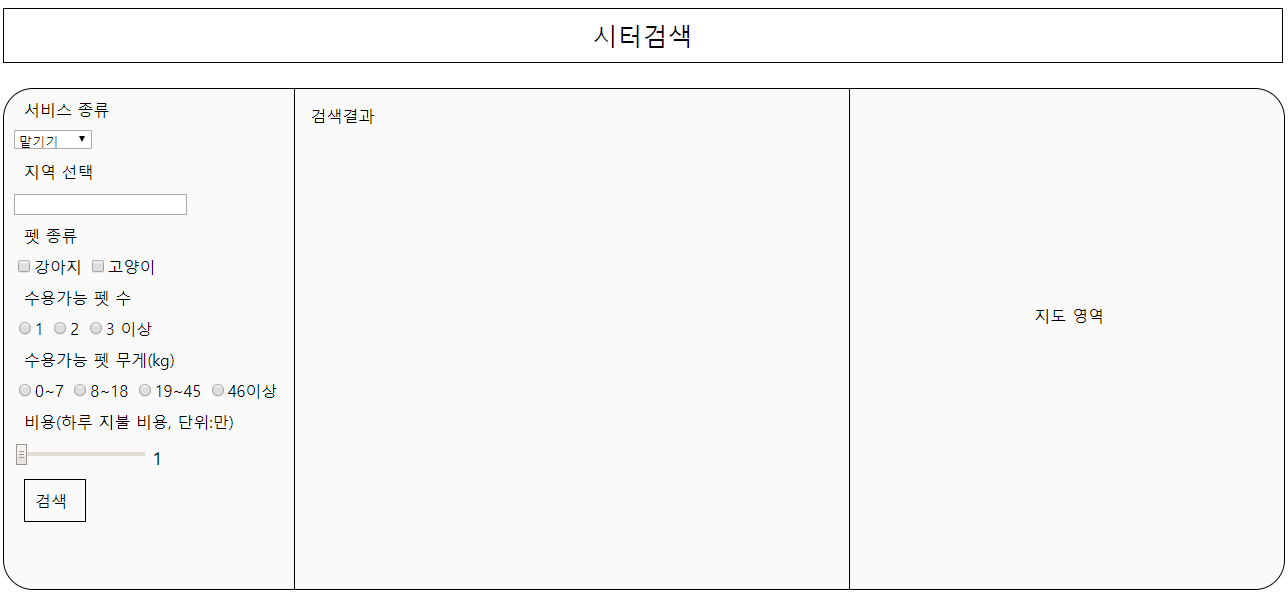 시터검색
서비스 종류
맡기기
지역 선택
펫 종류
강아지 고양이
수용가능 펫 수
1 2 3 이상
수용가능 펫 무게(kg)
0~7 8~18 19~45 46이상
비용(하루 지불 비용, 단위:만)
1
검색
검색결과
지도 영역